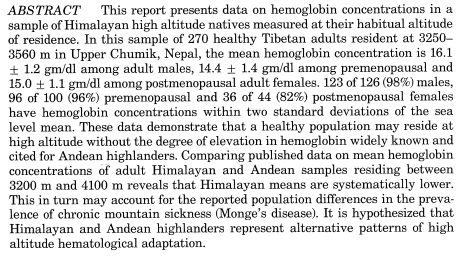 ABSTRACT This report presents data on hemoglobin concentrations in a
sample of Himalayan high altitude natives measured at their habitual altitude
of residence. In this sample of 270 healthy Tibetan adults resident at 3250–
3560 m in Upper Chumik, Nepal, the mean hemoglobin concentration is 16.1
± 1.2 gm/dl among adult males, 14.4 ± 1.4 gm/dl among premenopausal and
15.0 ± 1.1 gm/dl among postmenopausal adult females. 123 of 126 (98%) males,
96 of 100 (96%) premenopausal and 36 of 44 (82%) postmenopausal females
have hemoglobin concentrations within two standard deviations of the sea
level mean. These data demonstrate that a healthy population may reside at
high altitude without the degree of elevation in hemoglobin widely known and
cited for Andean highlanders. Comparing published data on mean hemoglobin
concentrations of adult Himalayan and Andean samples residing between
3200 m and 4100 m reveals that Himalayan means are systematically lower.
This in turn may account for the reported population differences in the preva-
lence of chronic mountain sickness (Monge's disease). It is hypothesized that
Himalayan and Andean highlanders represent alternative patterns of high
altitude hematological adaptation.